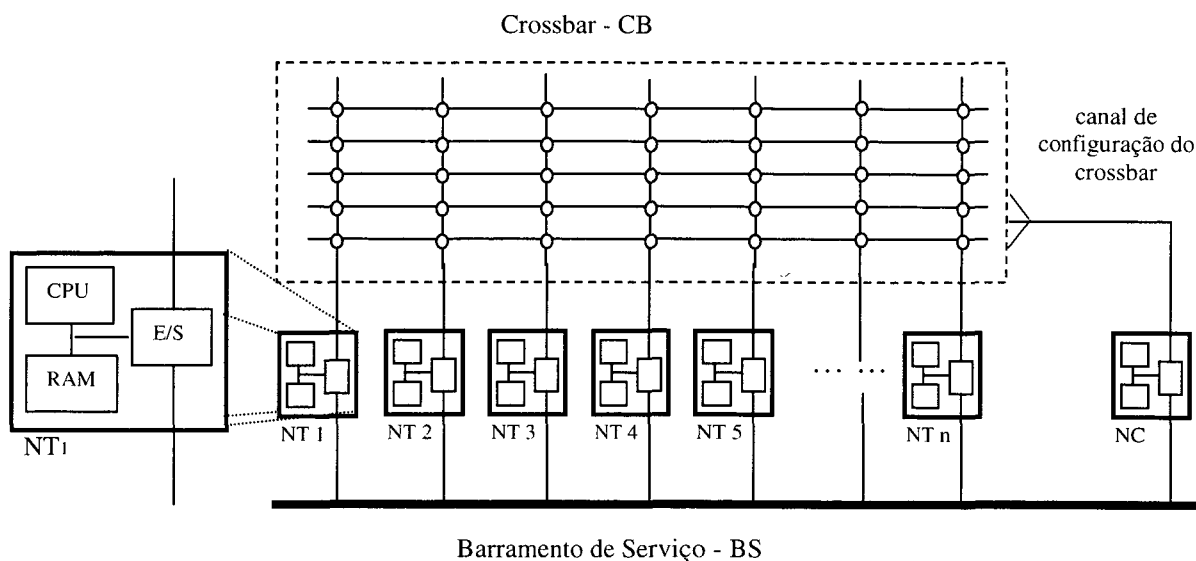 Crossbar - CB
canal de
configuração do
crossbar
CPU
E/S
RAM
NT1
NT 1
NT 2
NT 3
NT 4
NT 5
... ...
NT n
NC
Barramento de Serviço - BS